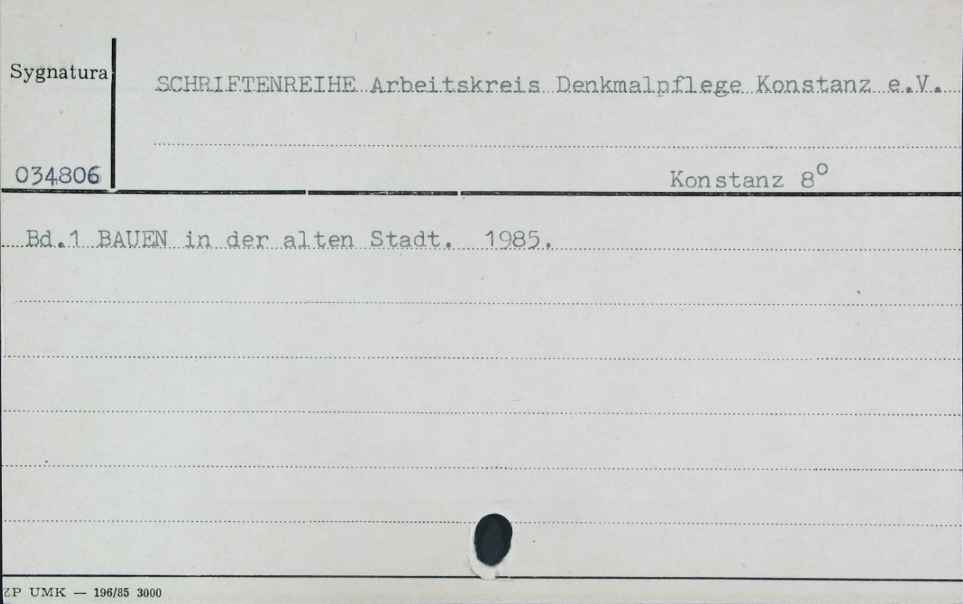 Sygnatura
SCHRIFTENREIHE Arbeitskreis Denkmalpflege Konstanz e.V.
034806
Konstanz 8°
Bd.1 BAUEN in der alten Stadt. 1985.
ZP UMK — 196/85 3000